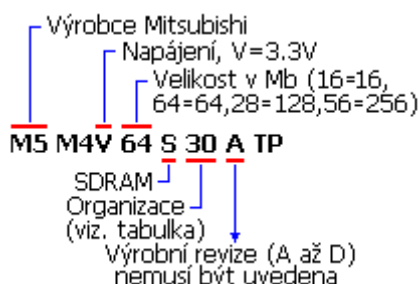 Výrobce Mitsubishi
Napájení, V=3.3V
Velikost v Mb (16=16,
64=64,28=128,56=256)
M5 M4V 64 S 30 A TP
SDRAM
Organizace
(viz. tabulka)
Výrobní revize (A až D)
nemusí být uvedena